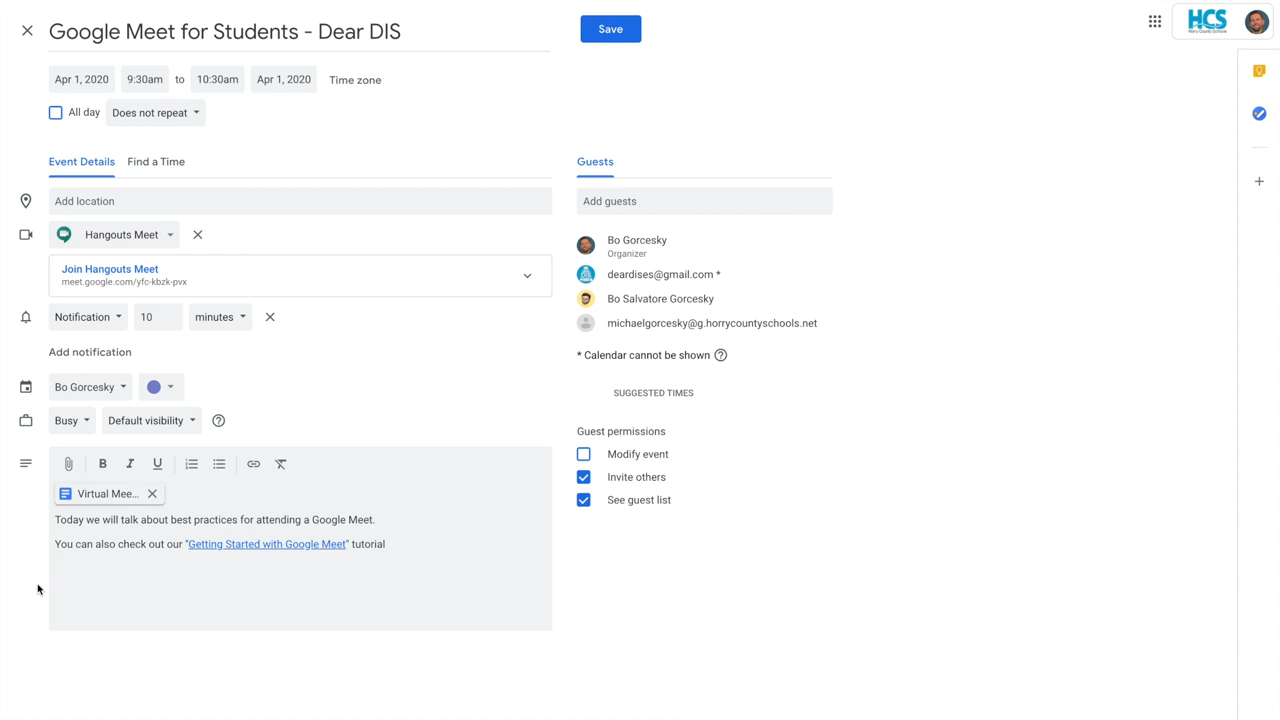 Google Meet for Students - Dear DIS
Save
HCS
Horry County Schools
Apr 1, 2020 9:30am to 10:30am Apr 1, 2020 Time zone
All day Does not repeat
Event Details Find a Time
Guests
Add location
Add guests
Hangouts Meet
Join Hangouts Meet
meet.google.com/yfc-kbzk-pvx
Notification 10 minutes
Add notification
Bo Gorcesky
Busy Default visibility
B I U
Virtual Mee...
Today we will talk about best practices for attending a Google Meet.
You can also check out our "Getting Started with Google Meet" tutorial
Bo Gorcesky
Organizer
deardises@gmail.com *
Bo Salvatore Gorcesky
michaelgorcesky@g.horrycountyschools.net
* Calendar cannot be shown
SUGGESTED TIMES
Guest permissions
Modify event
Invite others
See guest list